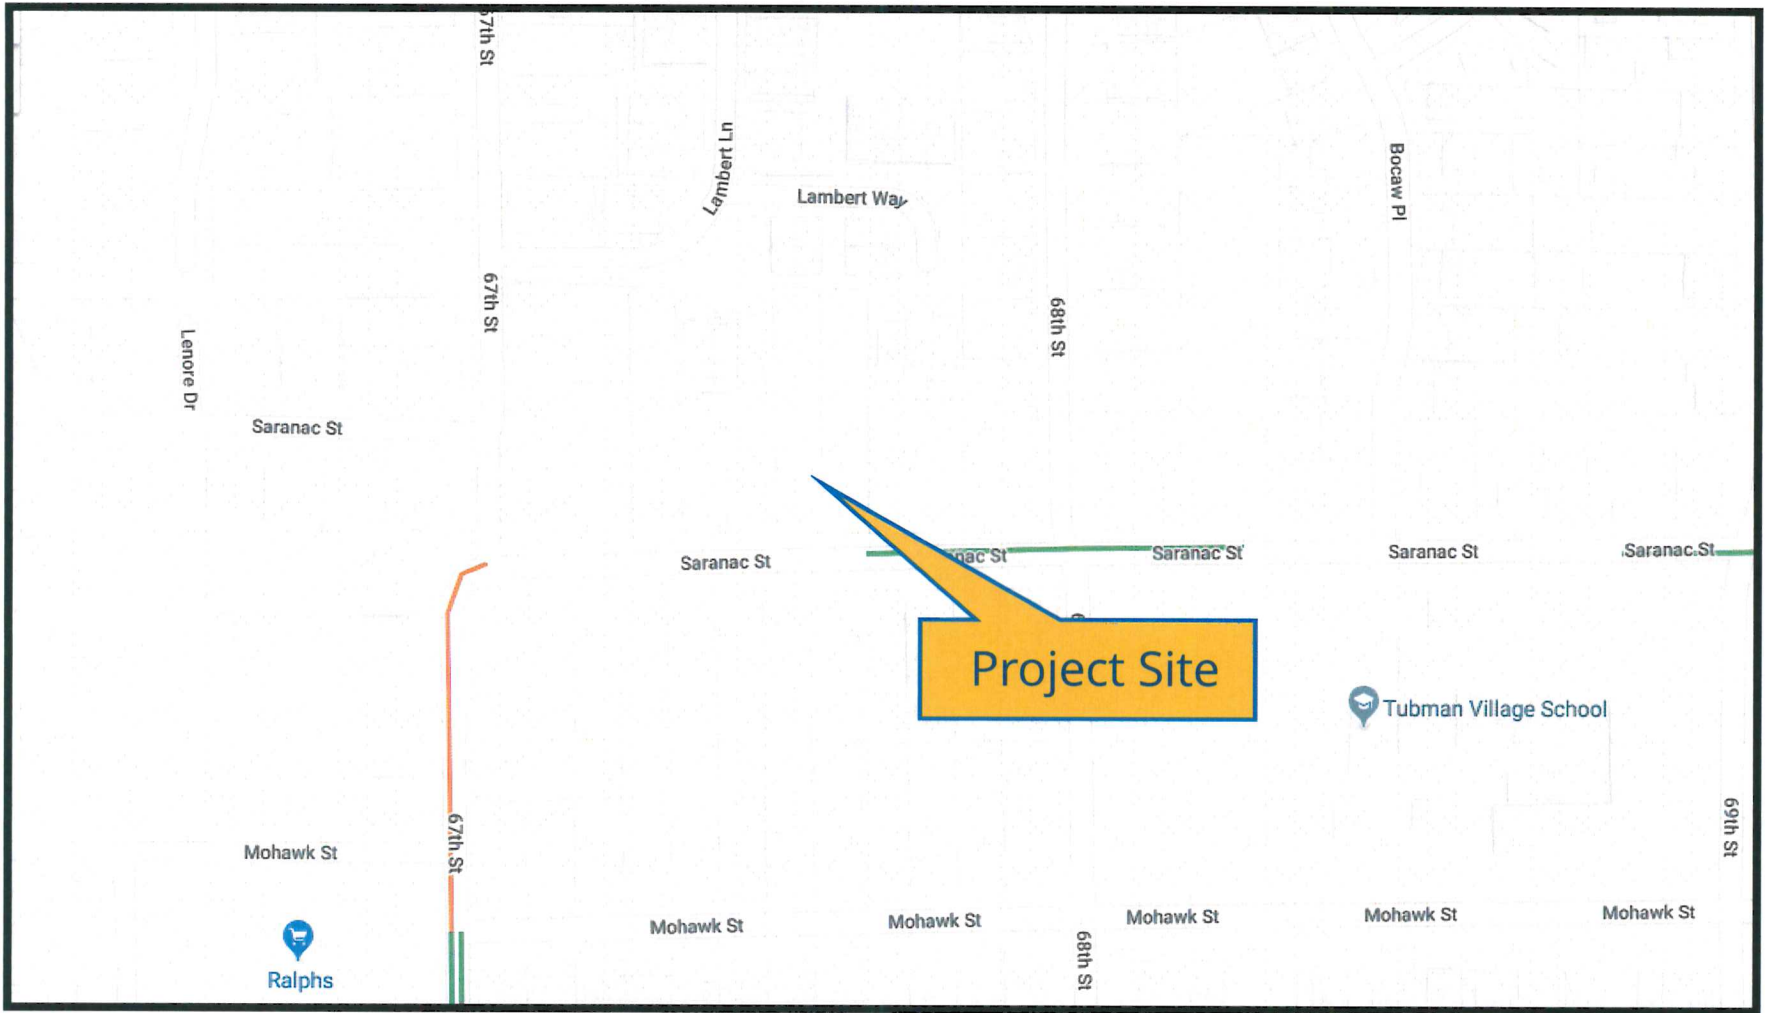 67th St
Lambert Ln
Lambert Way
Bocaw Pl
67th St
68th St
Lenore Dr
Saranac St
Saranac St
nac St
Saranac St
Saranac St
Saranac St
Project Site
Tubman Village School
67th St
69th St
Mohawk St
Mohawk St
Mohawk St
Mohawk St
Mohawk St
Mohawk St
68th St
Ralphs